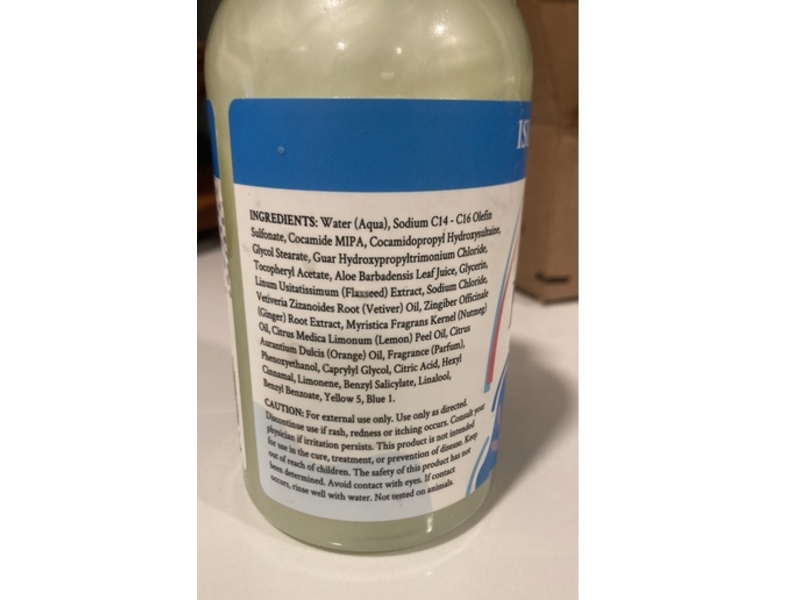 IS
INGREDIENTS: Water (Aqua), Sodium C14 - C16 Olefin
Sulfonate, Cocamide MIPA, Cocamidopropyl Hydroxysultaine,
Glycol Stearate, Guar Hydroxypropyltrimonium Chloride,
Tocopheryl Acetate, Aloe Barbadensis Leaf Juice, Glycerin,
Linum Usitatissimum (Flaxseed) Extract, Sodium Chloride,
Vetiveria Zizanoides Root (Vetiver) Oil, Zingiber Officinale
(Ginger) Root Extract, Myristica Fragrans Kernel (Nutmeg)
Oil, Citrus Medica Limonum (Lemon) Peel Oil, Citrus
Aurantium Dulcis (Orange) Oil, Fragrance (Parfum),
Phenoxyethanol, Caprylyl Glycol, Citric Acid, Hexyl
Cinnamal, Limonene, Benzyl Salicylate, Linalool,
Benzyl Benzoate, Yellow 5, Blue 1.
CAUTION: For external use only. Use only as directed.
Discontinue use if rash, redness or itching occurs. Consult your
physician if irritation persists. This product is not intended
for use in the cure, treatment, or prevention of disease. Keep
out of reach of children. The safety of this product has not
been determined. Avoid contact with eyes. If contact
occurs, rinse well with water. Not tested on animals.